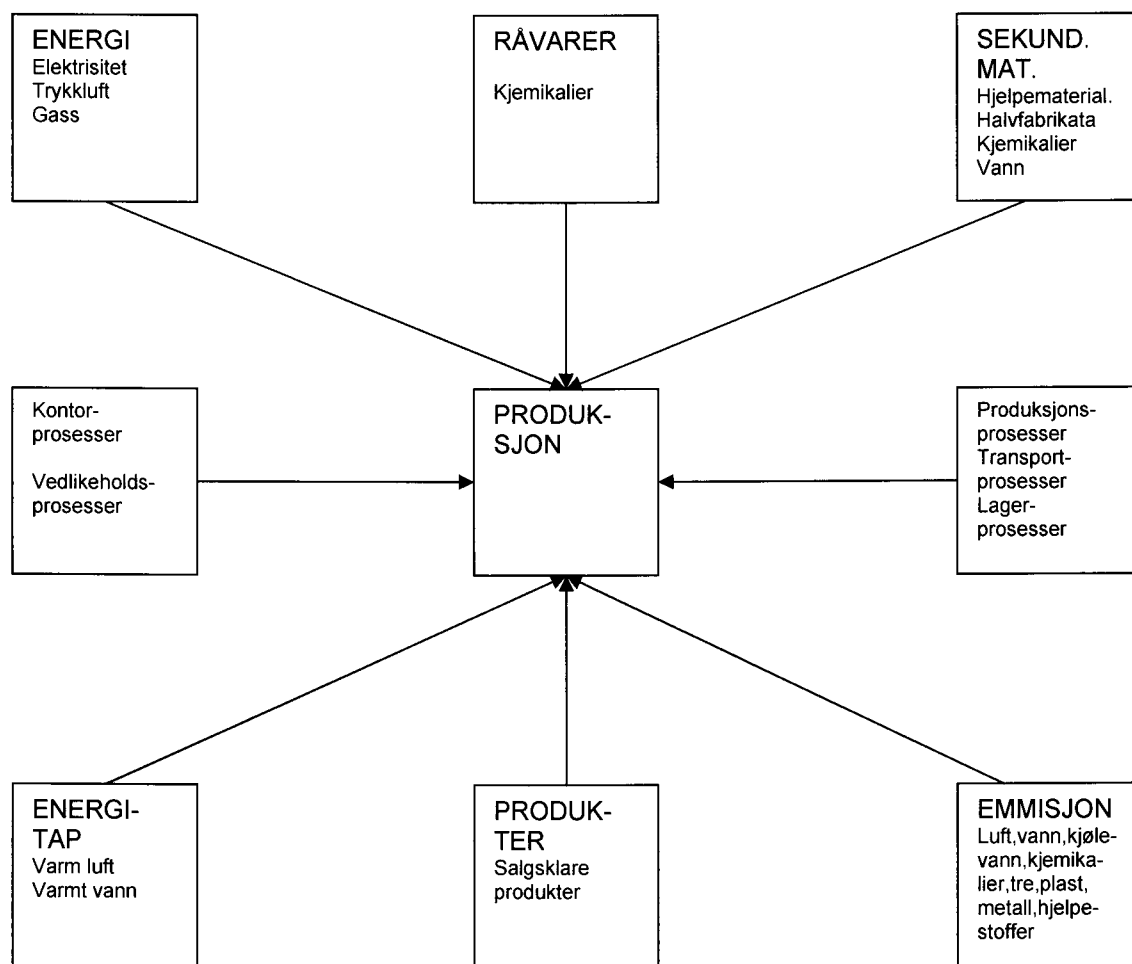 ENERGI
Elektrisitet
Trykkluft
Gass
RÅVARER
Kjemikalier
SEKUND.
MAT.
Hjelpematerial.
Halvfabrikata
Kjemikalier
Vann
Kontor-
prosesser
Vedlikeholds-
prosesser
PRODUK-
SJON
Produksjons-
prosesser
Transport-
prosesser
Lager-
prosesser
ENERGI-
TAP
Varm luft
Varmt vann
PRODUK-
TER
Salgsklare
produkter
EMMISJON
Luft,vann,kjøle-
vann,kjemika-
lier,tre,plast,
metall,hjelpe-
stoffer